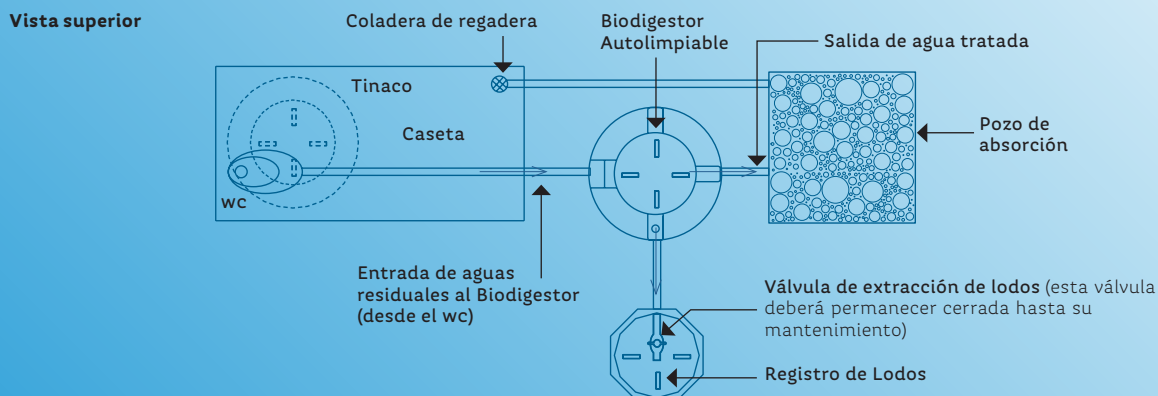 Vista superior
Coladera de regadera
Biodigestor
Autolimpiable
Salida de agua tratada
Tinaco
Caseta
Pozo de
absorción
wc
Entrada de aguas
residuales al Biodigestor
(desde el wc)
Válvula de extracción de lodos (esta válvula
deberá permanecer cerrada hasta su
mantenimiento)
Registro de Lodos